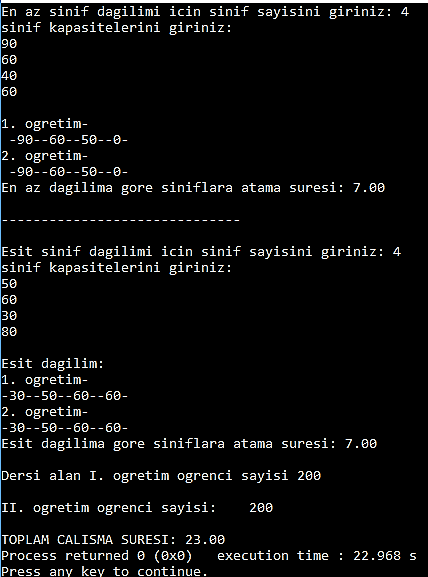 En az sinif dagilimi icin sinif sayisini giriniz: 4
sinif kapasitelerini giriniz:
90
60
40
60
1. ogretim-
-90--60--50--0-
2. ogretim-
-90--60--50--0-
En az dagilima gore siniflara atama suresi: 7.00
------------------------------
Esit sinif dagilimi icin sinif sayisini giriniz: 4
sinif kapasitelerini giriniz:
50
60
30
80
Esit dagilim:
1. ogretim-
-30--50--60--60-
2. ogretim-
-30--50--60--60-
Esit dagilima gore siniflara atama suresi: 7.00
Dersi alan I. ogretim ogrenci sayisi 200
II. ogretim ogrenci sayisi:    200
TOPLAM CALISMA SURESI: 23.00
Process returned 0 (0x0)   execution time : 22.968 s
Press any key to continue.